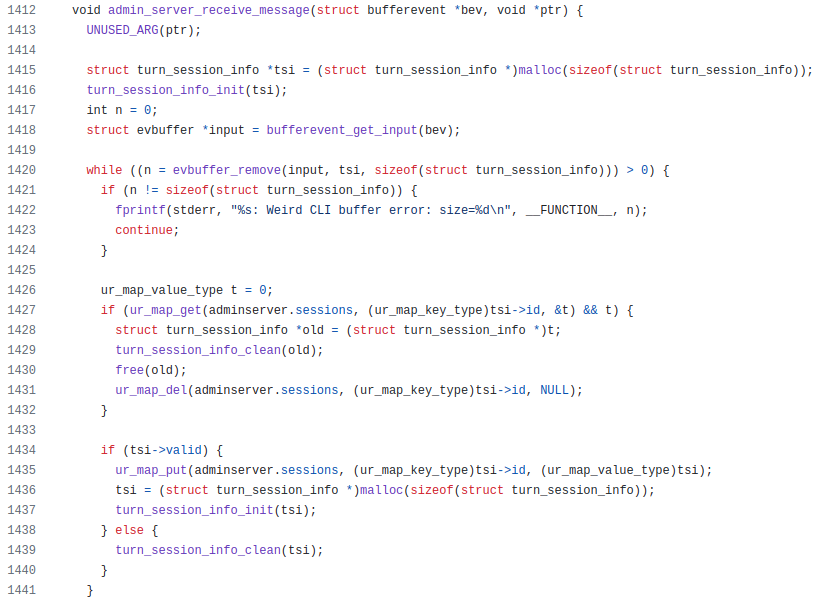 1412 void admin_server_receive_message(struct bufferevent *bev, void *ptr) {
1413   UNUSED_ARG(ptr);
1414
1415   struct turn_session_info *tsi = (struct turn_session_info *)malloc(sizeof(struct turn_session_info));
1416   turn_session_info_init(tsi);
1417   int n = 0;
1418   struct evbuffer *input = bufferevent_get_input(bev);
1419
1420   while ((n = evbuffer_remove(input, tsi, sizeof(struct turn_session_info))) > 0) {
1421     if (n != sizeof(struct turn_session_info)) {
1422       fprintf(stderr, "%s: Weird CLI buffer error: size=%d\n", __FUNCTION__, n);
1423       continue;
1424     }
1425
1426     ur_map_value_type t = 0;
1427     if (ur_map_get(adminserver.sessions, (ur_map_key_type)tsi->id, &t) && t) {
1428       struct turn_session_info *old = (struct turn_session_info *)t;
1429       turn_session_info_clean(old);
1430       free(old);
1431       ur_map_del(adminserver.sessions, (ur_map_key_type)tsi->id, NULL);
1432     }
1433
1434     if (tsi->valid) {
1435       ur_map_put(adminserver.sessions, (ur_map_key_type)tsi->id, (ur_map_value_type)tsi);
1436       tsi = (struct turn_session_info *)malloc(sizeof(struct turn_session_info));
1437       turn_session_info_init(tsi);
1438     } else {
1439       turn_session_info_clean(tsi);
1440     }
1441   }